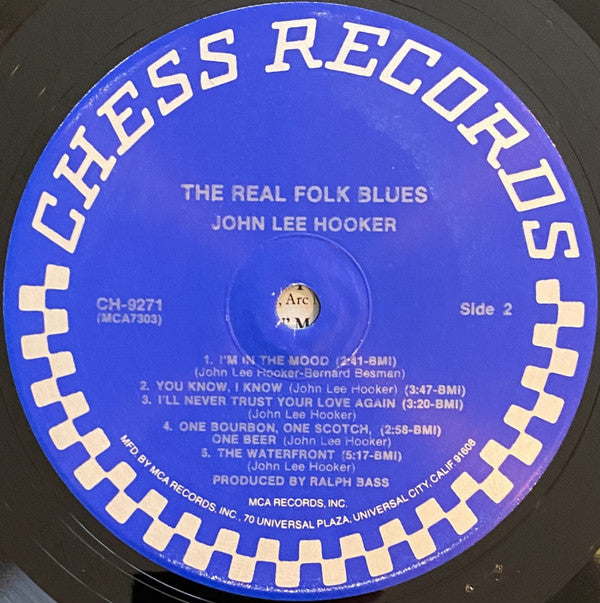 CHESS RECORDS
THE REAL FOLK BLUES
JOHN LEE HOOKER
CH-9271
(MCA7303)
Side 2
, Arc
1. I'M IN THE MOOD (2:41-BMI)
(John Lee Hooker-Bernard Besman)
2. YOU KNOW, I KNOW (John Lee Hooker) (3:47-BMI)
3. I'LL NEVER TRUST YOUR LOVE AGAIN (3:20-BMI)
(John Lee Hooker)
4. ONE BOURBON, ONE SCOTCH, (2:58-BMI)
ONE BEER (John Lee Hooker)
5. THE WATERFRONT (5:17-BMI)
(John Lee Hooker)
PRODUCED BY RALPH BASS
MCA RECORDS, INC.
MFD. BY MCA RECORDS, INC., 70 UNIVERSAL PLAZA, UNIVERSAL CITY, CALIF. 91608